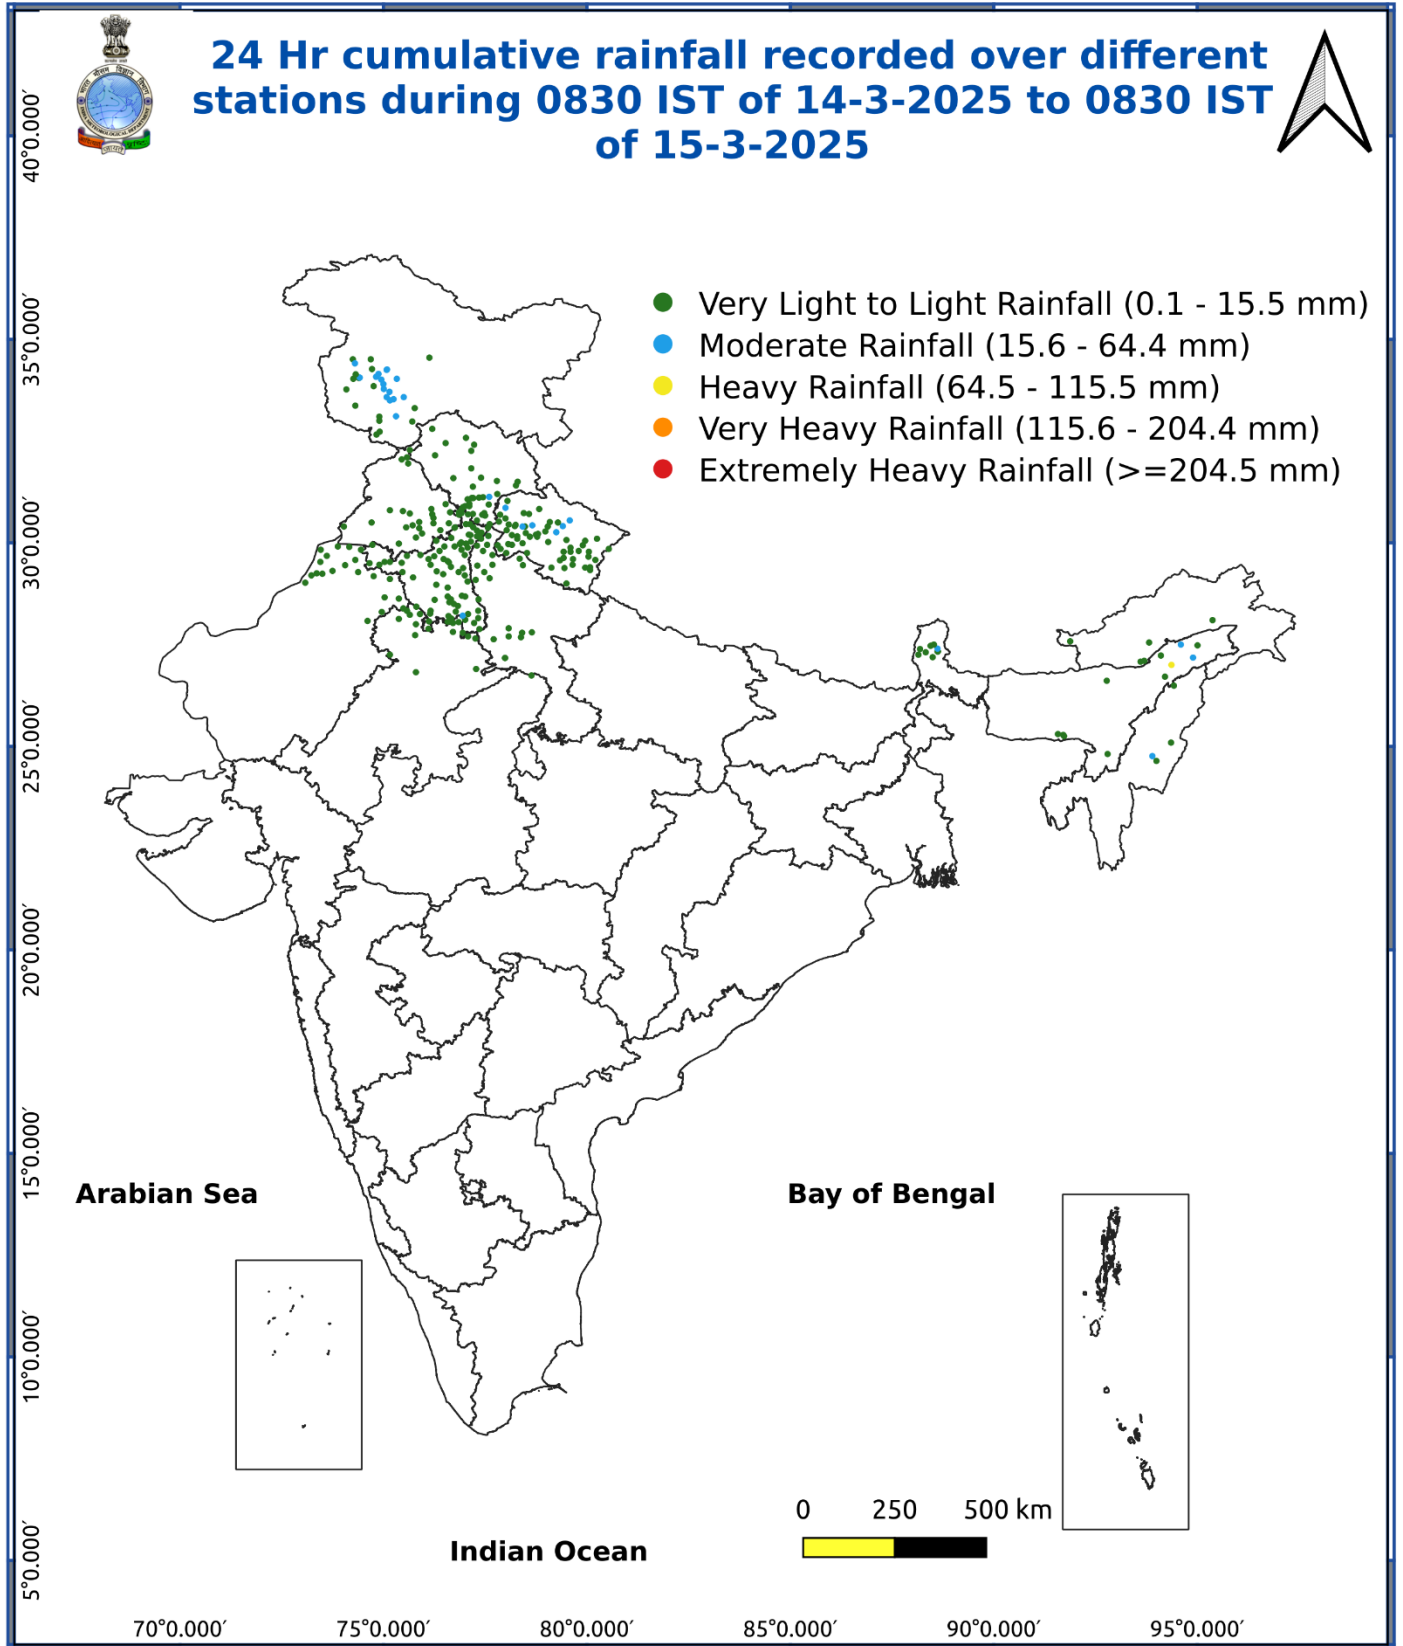 24 Hr cumulative rainfall recorded over different
stations during 0830 IST of 14-3-2025 to 0830 IST
of 15-3-2025
Very Light to Light Rainfall (0.1 - 15.5 mm)
Moderate Rainfall (15.6 - 64.4 mm)
Heavy Rainfall (64.5 - 115.5 mm)
Very Heavy Rainfall (115.6 - 204.4 mm)
Extremely Heavy Rainfall (>=204.5 mm)
40°0.000′
35°0.000′
30°0.000′
25°0.000′
20°0.000′
15°0.000′
10°0.000′
5°0.000′
Arabian Sea
Bay of Bengal
Indian Ocean
0 250 500 km
70°0.000′ 75°0.000′ 80°0.000′ 85°0.000′ 90°0.000′ 95°0.000′